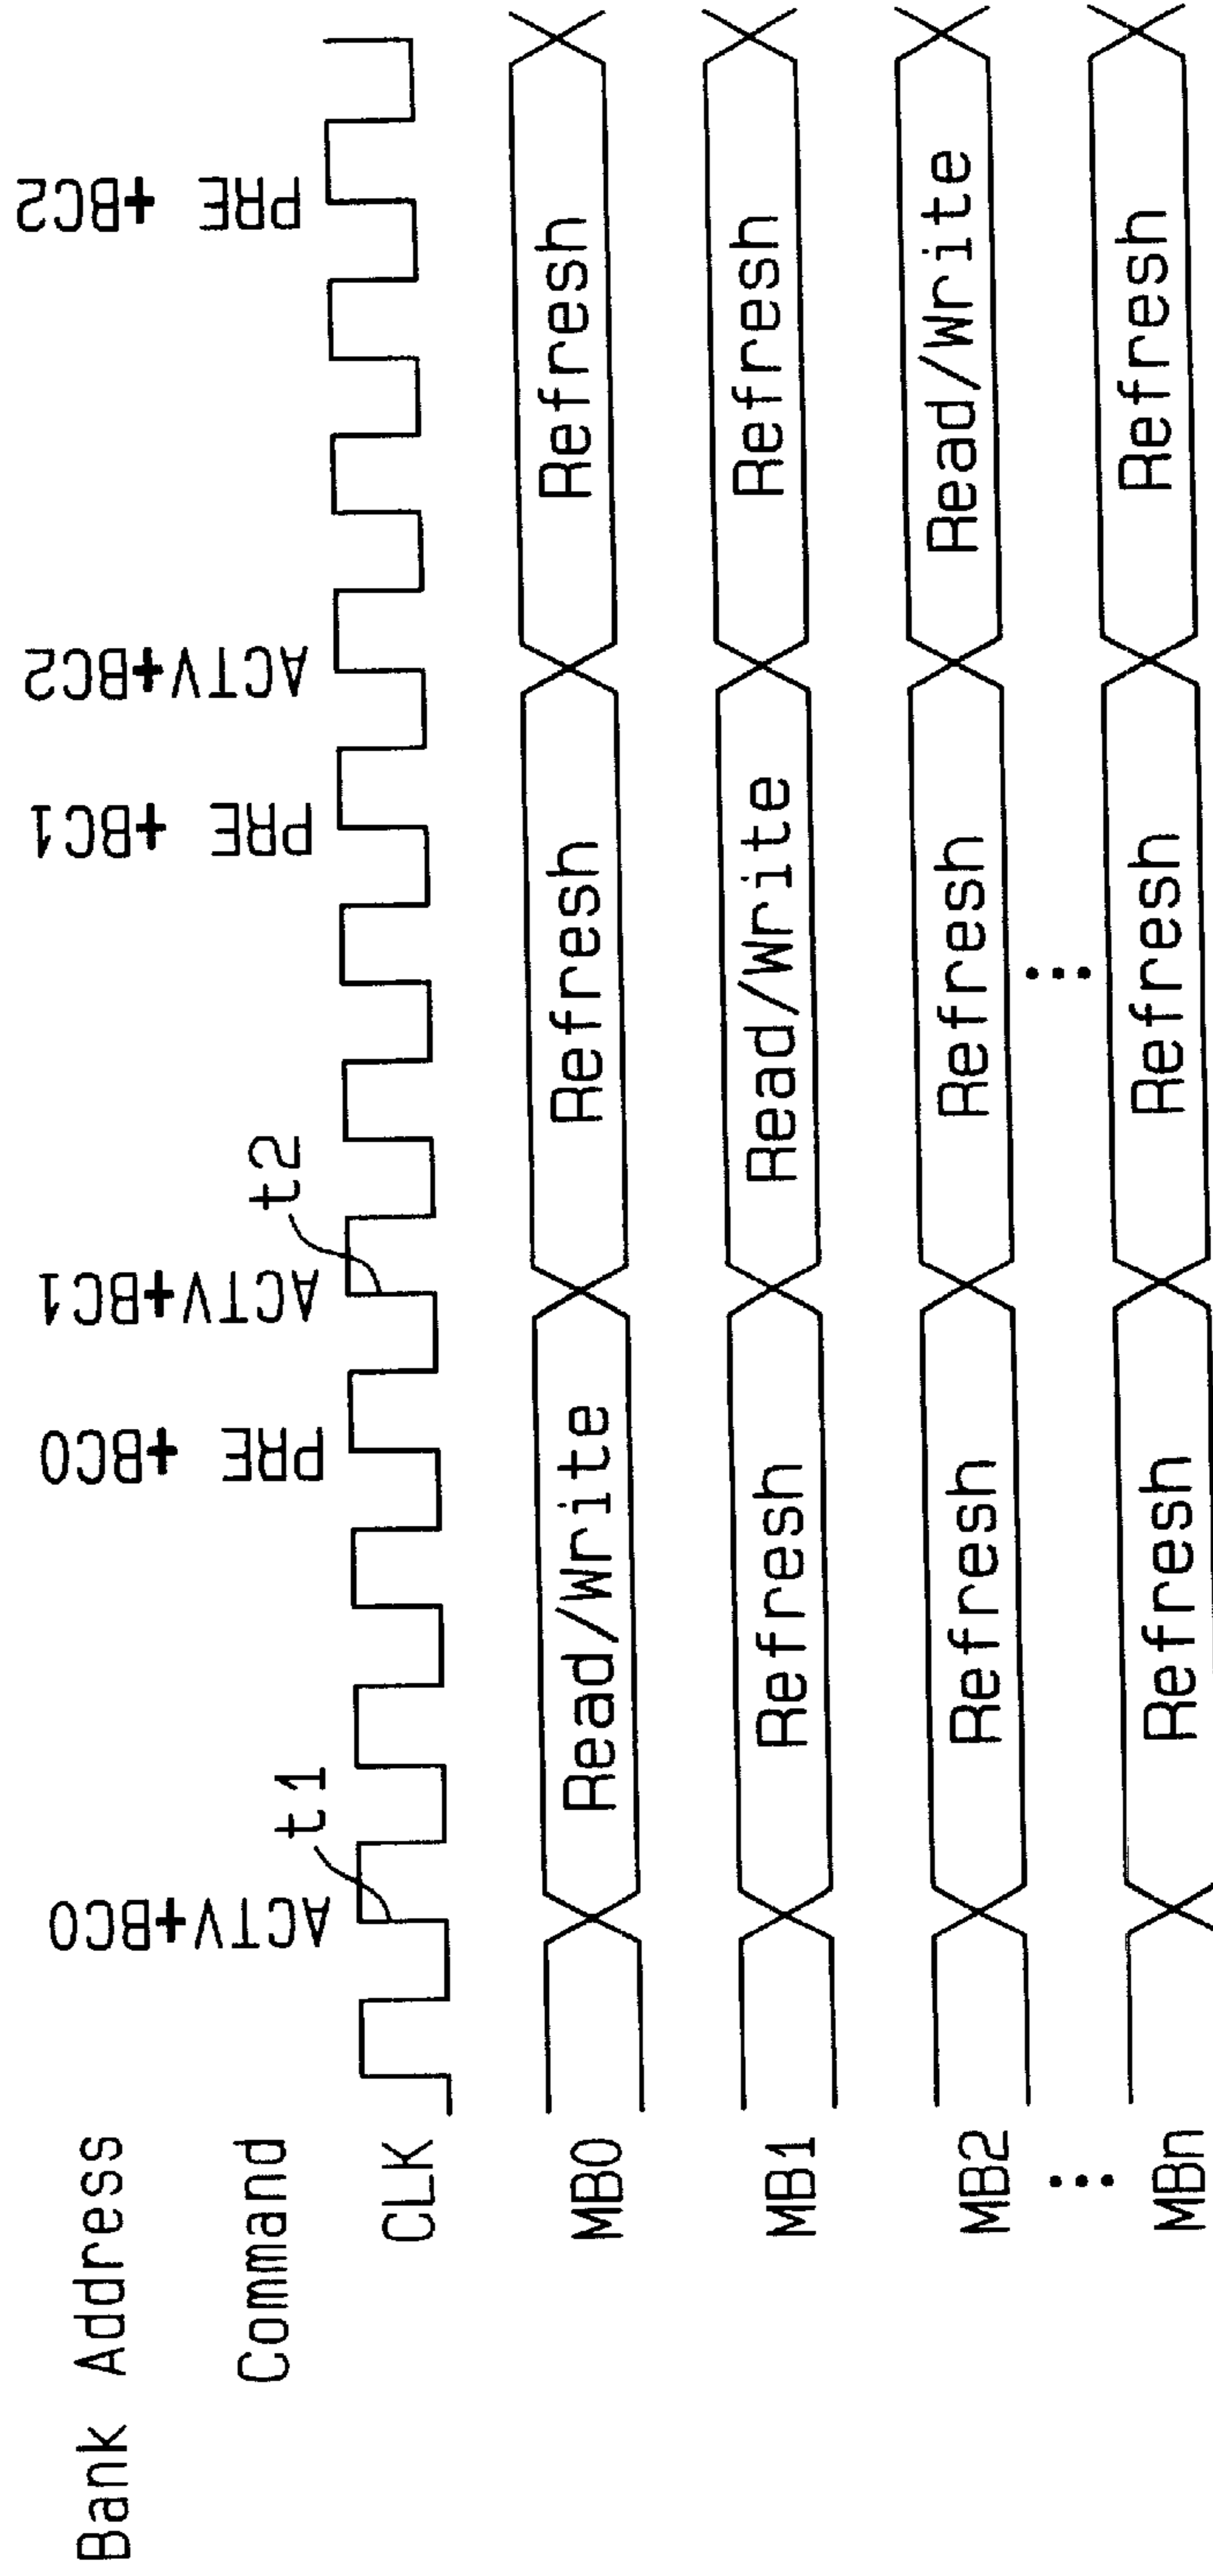 Bank Address
Command
ACTV+BC0
PRE +BC0
ACTV+BC1
PRE +BC1
ACTV+BC2
PRE +BC2
t1
t2
CLK
MB0 Read/Write Refresh Refresh
MB1 Refresh Read/Write Refresh
MB2 Refresh Refresh Read/Write
... ...
MBn Refresh Refresh Refresh